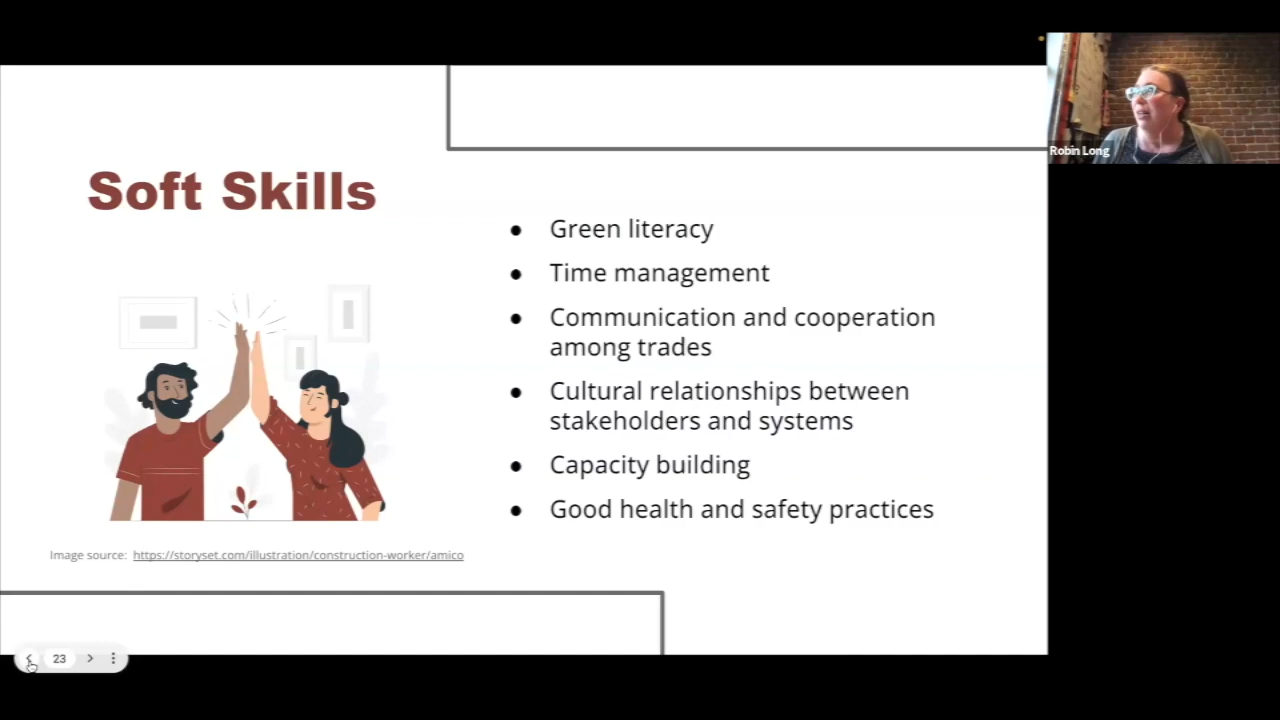 Robin Long
Soft Skills
● Green literacy
● Time management
● Communication and cooperation
among trades
● Cultural relationships between
stakeholders and systems
● Capacity building
● Good health and safety practices
Image source: https://storyset.com/illustration/construction-worker/amico
23